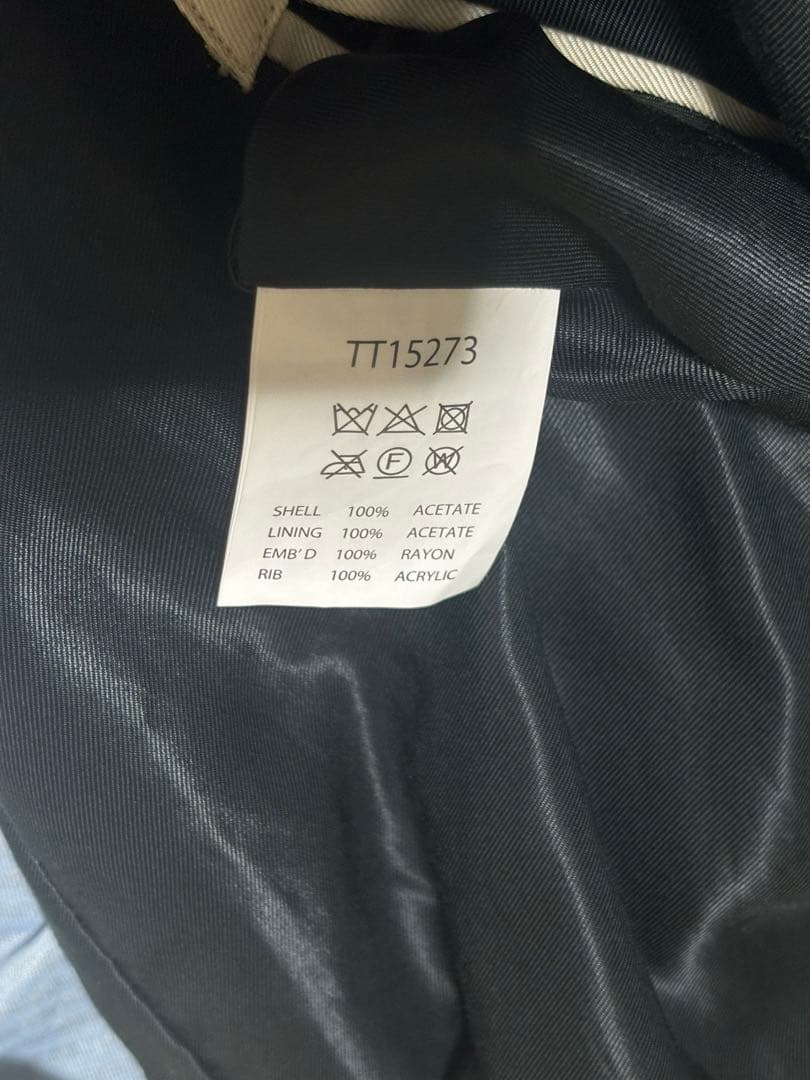 TT15273
F W
SHELL 100% ACETATE
LINING 100% ACETATE
EMB'D 100% RAYON
RIB 100% ACRYLIC